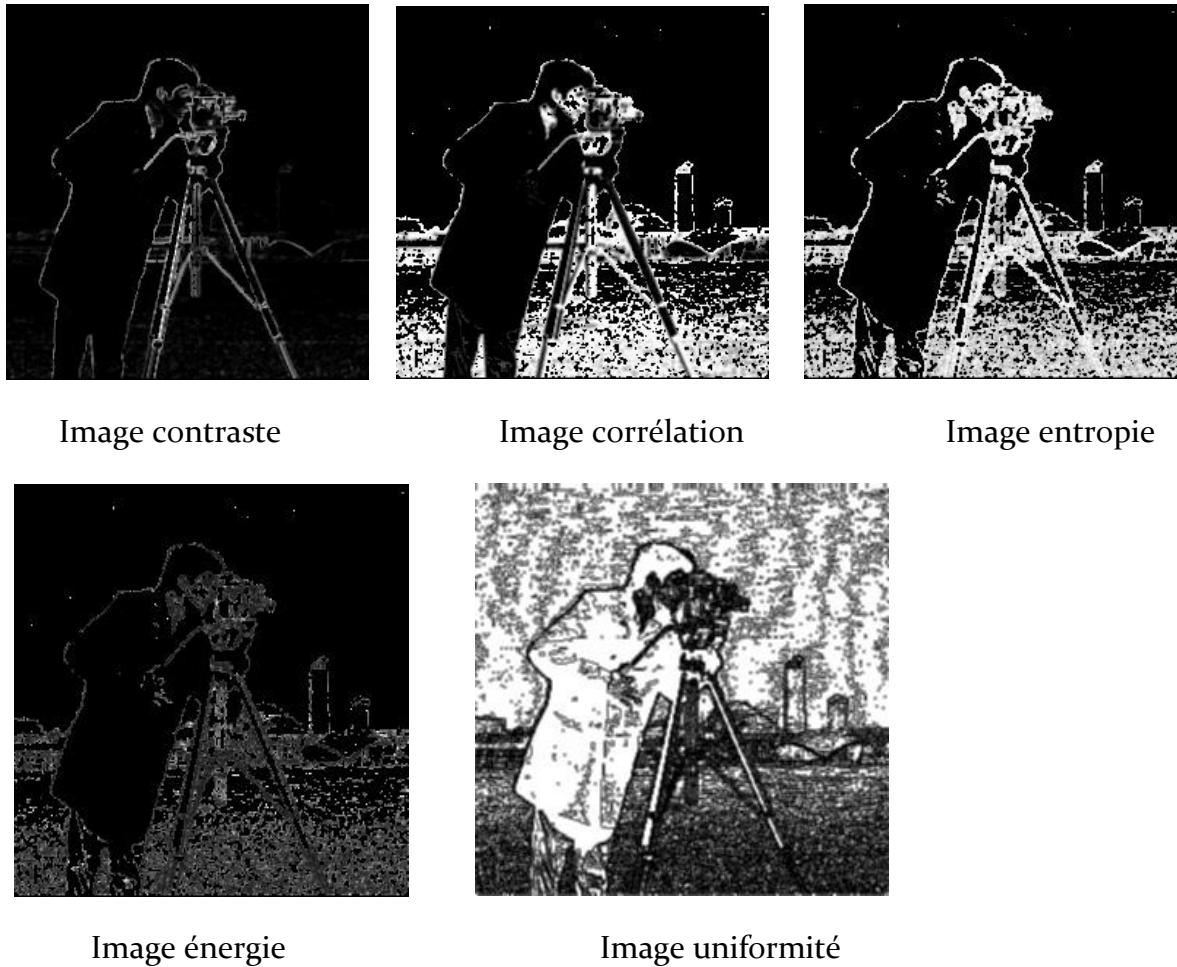 Image contraste
Image corrélation
Image entropie
Image énergie
Image uniformité